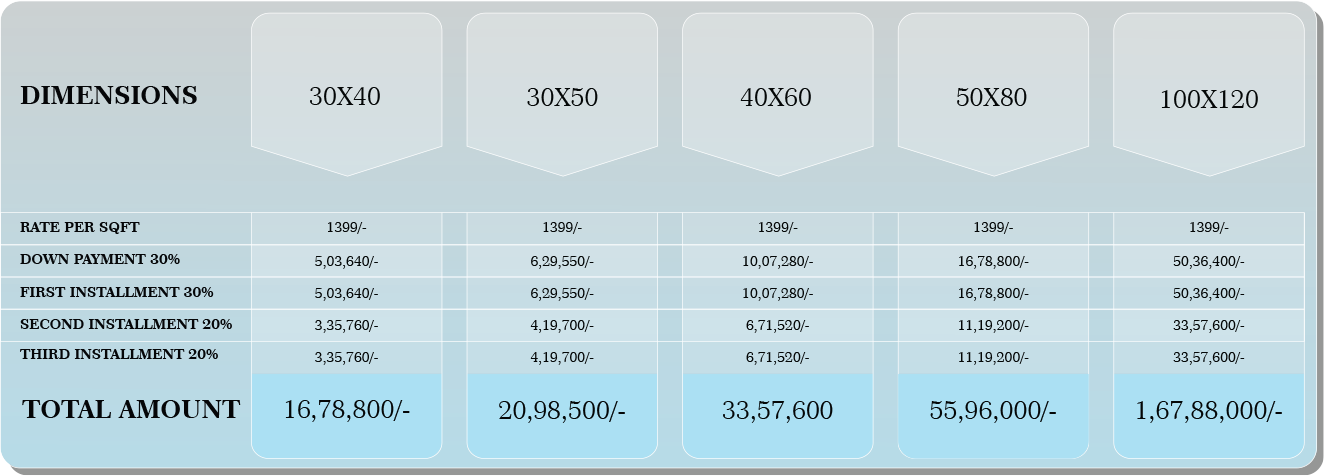 DIMENSIONS 30X40 30X50 40X60 50X80 100X120
RATE PER SQFT 1399/- 1399/- 1399/- 1399/- 1399/-
DOWN PAYMENT 30% 5,03,640/- 6,29,550/- 10,07,280/- 16,78,800/- 50,36,400/-
FIRST INSTALLMENT 30% 5,03,640/- 6,29,550/- 10,07,280/- 16,78,800/- 50,36,400/-
SECOND INSTALLMENT 20% 3,35,760/- 4,19,700/- 6,71,520/- 11,19,200/- 33,57,600/-
THIRD INSTALLMENT 20% 3,35,760/- 4,19,700/- 6,71,520/- 11,19,200/- 33,57,600/-
TOTAL AMOUNT 16,78,800/- 20,98,500/- 33,57,600 55,96,000/- 1,67,88,000/-